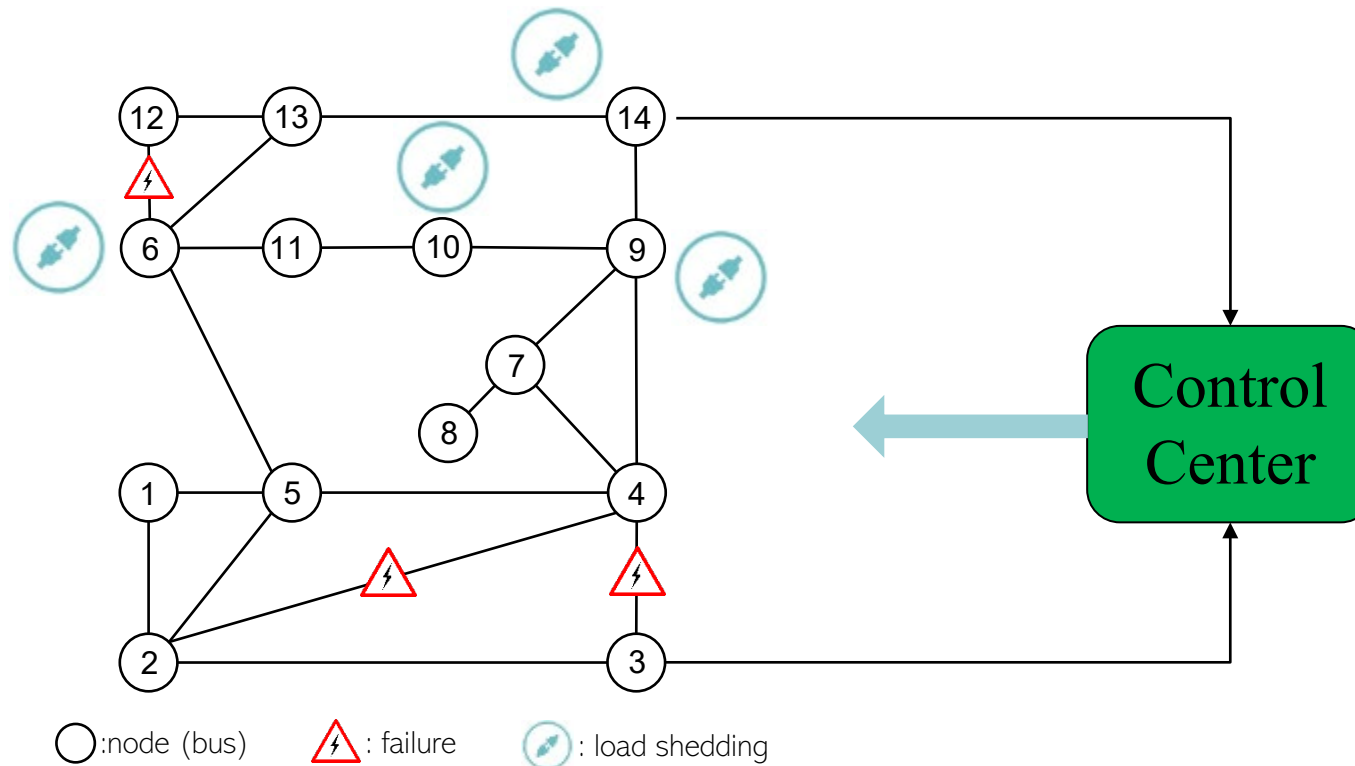 12 13 14
6 11 10 9
7
8
1 5 4
2 3
Control
Center
:node (bus) : failure : load shedding